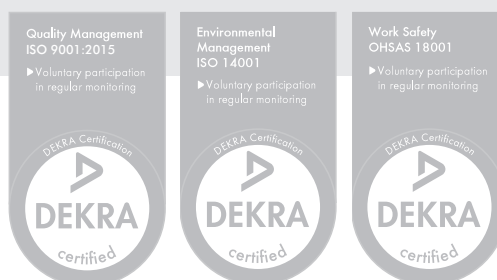 Quality Management
ISO 9001:2015
▶Voluntary participation
in regular monitoring
DEKRA Certification
DEKRA
certified
Environmental
Management
ISO 14001
▶Voluntary participation
in regular monitoring
DEKRA Certification
DEKRA
certified
Work Safety
OHSAS 18001
▶Voluntary participation
in regular monitoring
DEKRA Certification
DEKRA
certified